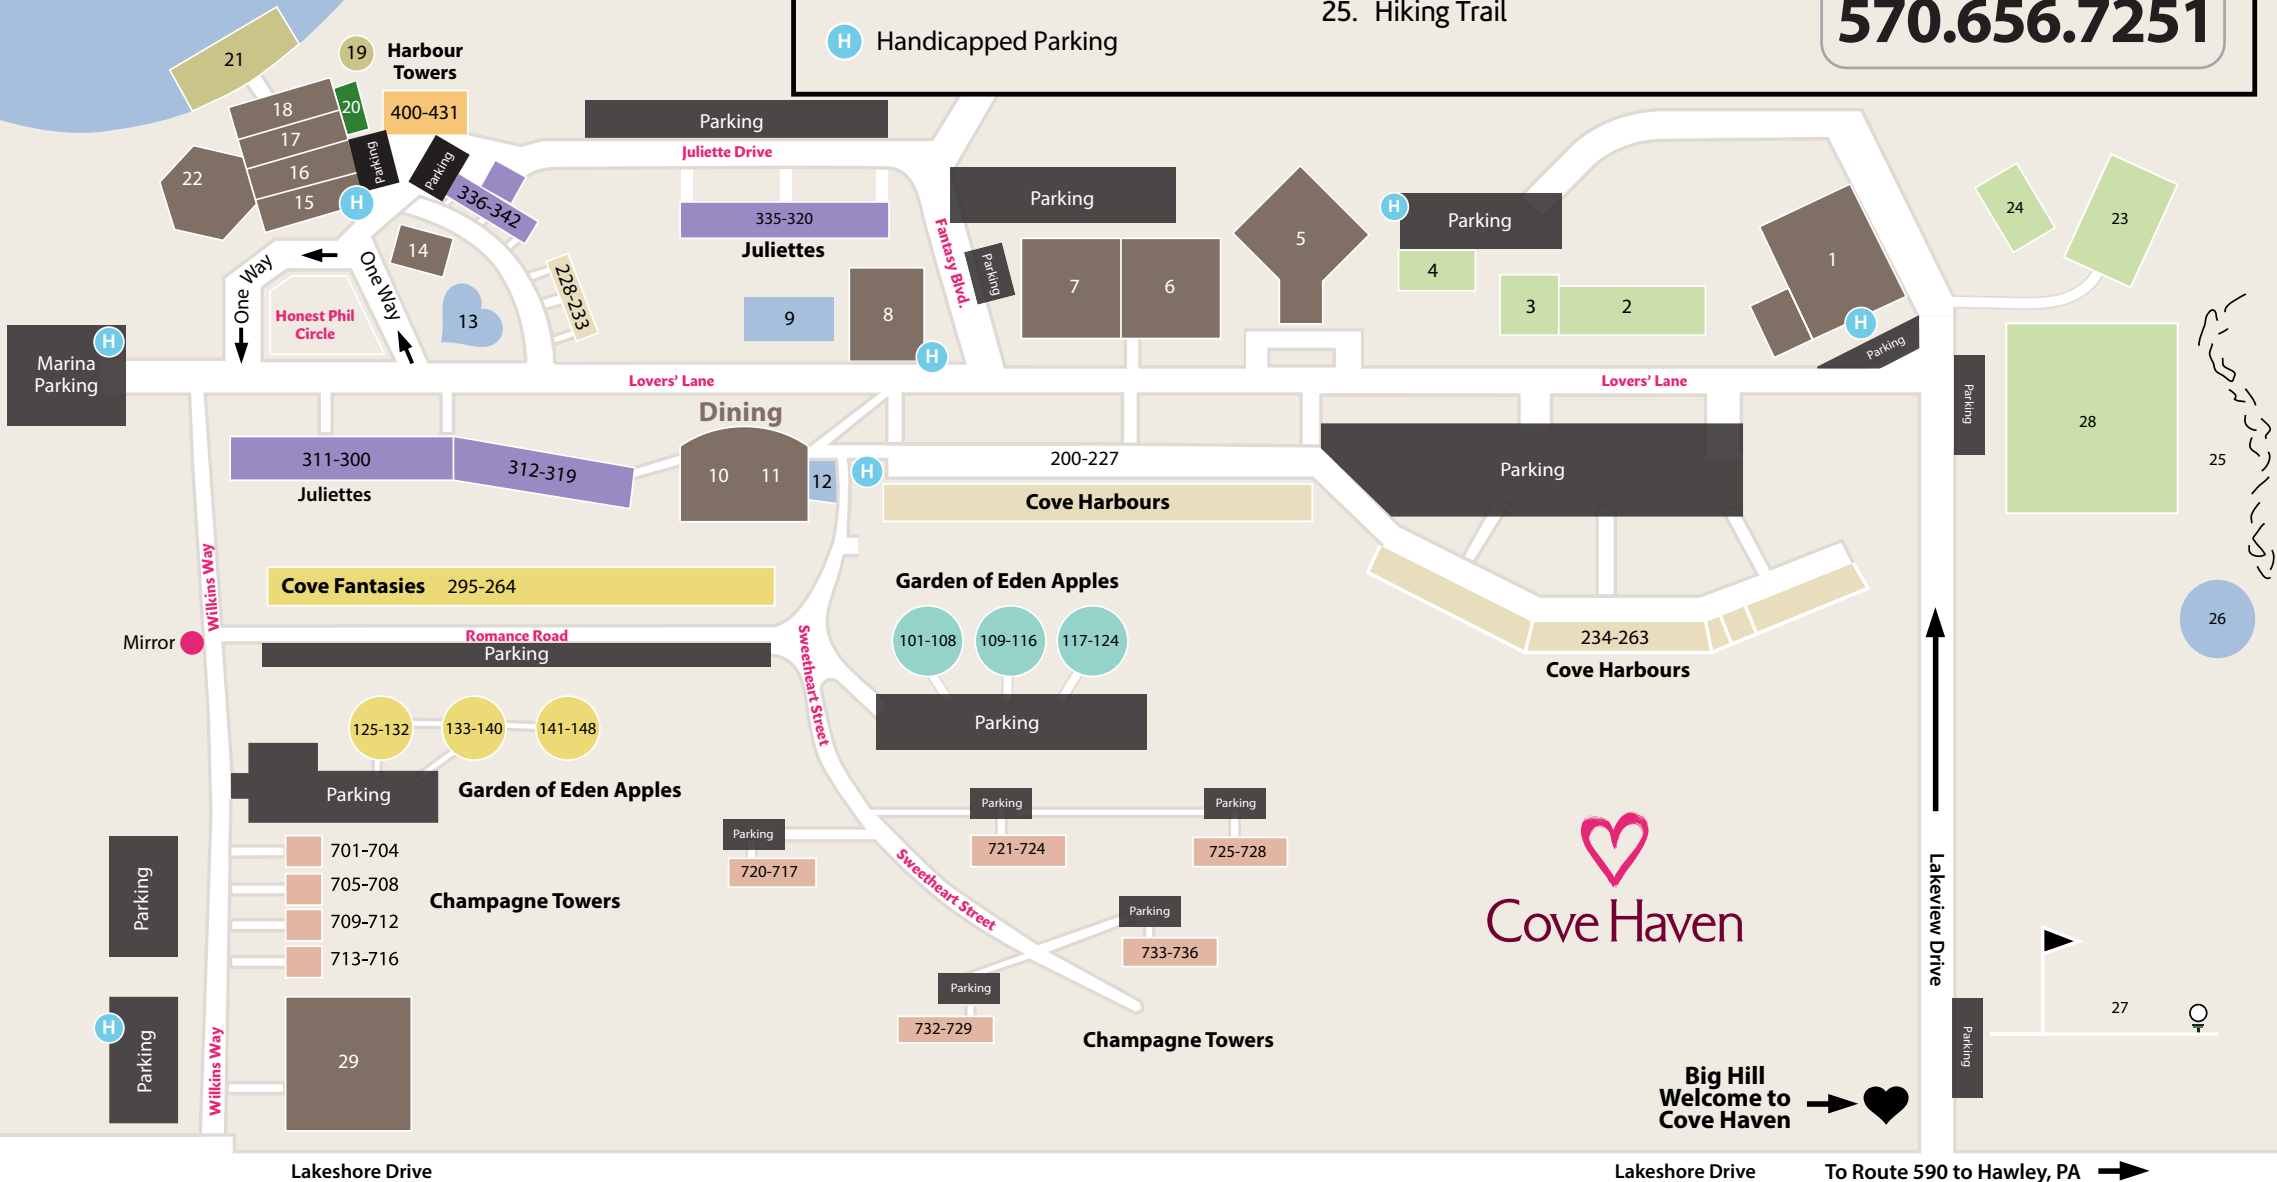 25. Hiking Trail
570.656.7251
H Handicapped Parking
21
19
Harbour
Towers
18
20
400-431
17
Parking
16
22
15
H
Parking
336-342
Parking
Juliette Drive
335-320
Juliettes
Parking
Fantasy Blvd.
Parking
7
6
5
H
Parking
4
3
2
1
H
Parking
24
23
14
One Way
One Way
Honest Phil
Circle
13
228-233
9
8
H
H
Marina
Parking
Lovers' Lane
Lovers' Lane
Parking
28
25
Dining
311-300
312-319
Juliettes
10
11
12
H
200-227
Cove Harbours
Parking
Wilkins Way
Cove Fantasies 295-264
Garden of Eden Apples
101-108
109-116
117-124
Mirror
Romance Road
Parking
Sweetheart Street
234-263
Cove Harbours
26
Parking
125-132
133-140
141-148
Parking
Garden of Eden Apples
Parking
Parking
Parking
701-704
705-708
709-712
713-716
Champagne Towers
720-717
721-724
725-728
Sweetheart Street
Parking
Parking
733-736
Parking
732-729
Champagne Towers
Cove Haven
Lakeview Drive
H
Parking
Wilkins Way
29
27
Parking
Big Hill
Welcome to
Cove Haven
Lakeshore Drive
Lakeshore Drive
To Route 590 to Hawley, PA